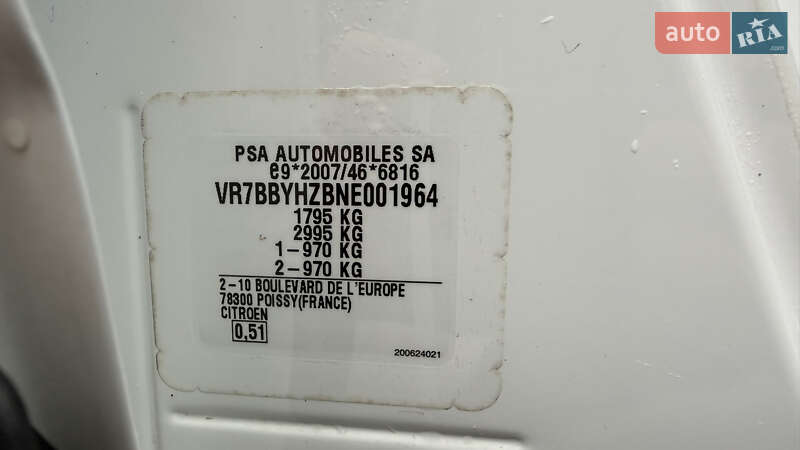 auto
RIA
.com
PSA AUTOMOBILES SA
e9*2007/46*6816
VR7BBYHZBNE001964
1795 KG
2995 KG
1-970 KG
2-970 KG
2-10 BOULEVARD DE L'EUROPE
78300 POISSY(FRANCE)
CITROEN
0,51
200624021